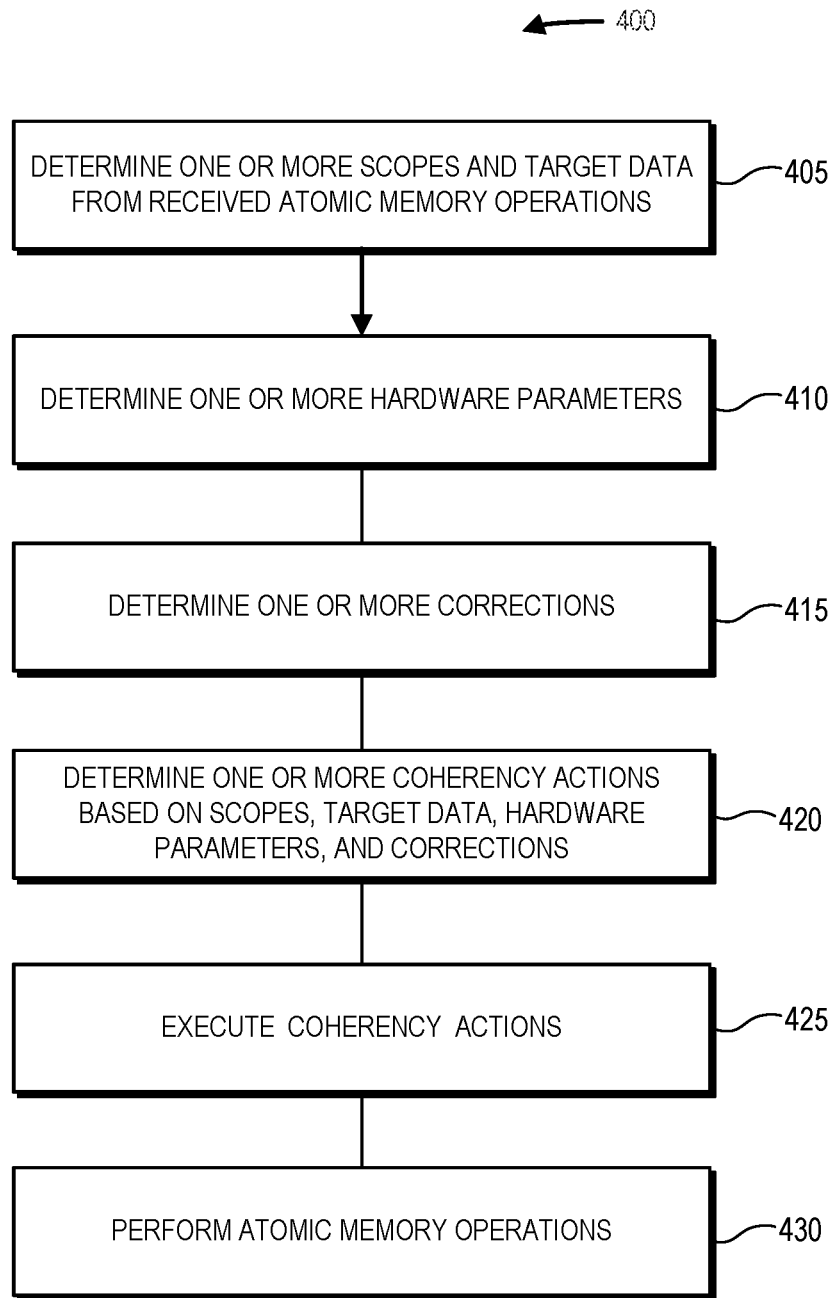 400
DETERMINE ONE OR MORE SCOPES AND TARGET DATA
FROM RECEIVED ATOMIC MEMORY OPERATIONS
405
DETERMINE ONE OR MORE HARDWARE PARAMETERS
410
DETERMINE ONE OR MORE CORRECTIONS
415
DETERMINE ONE OR MORE COHERENCY ACTIONS
BASED ON SCOPES, TARGET DATA, HARDWARE
PARAMETERS, AND CORRECTIONS
420
EXECUTE COHERENCY ACTIONS
425
PERFORM ATOMIC MEMORY OPERATIONS
430